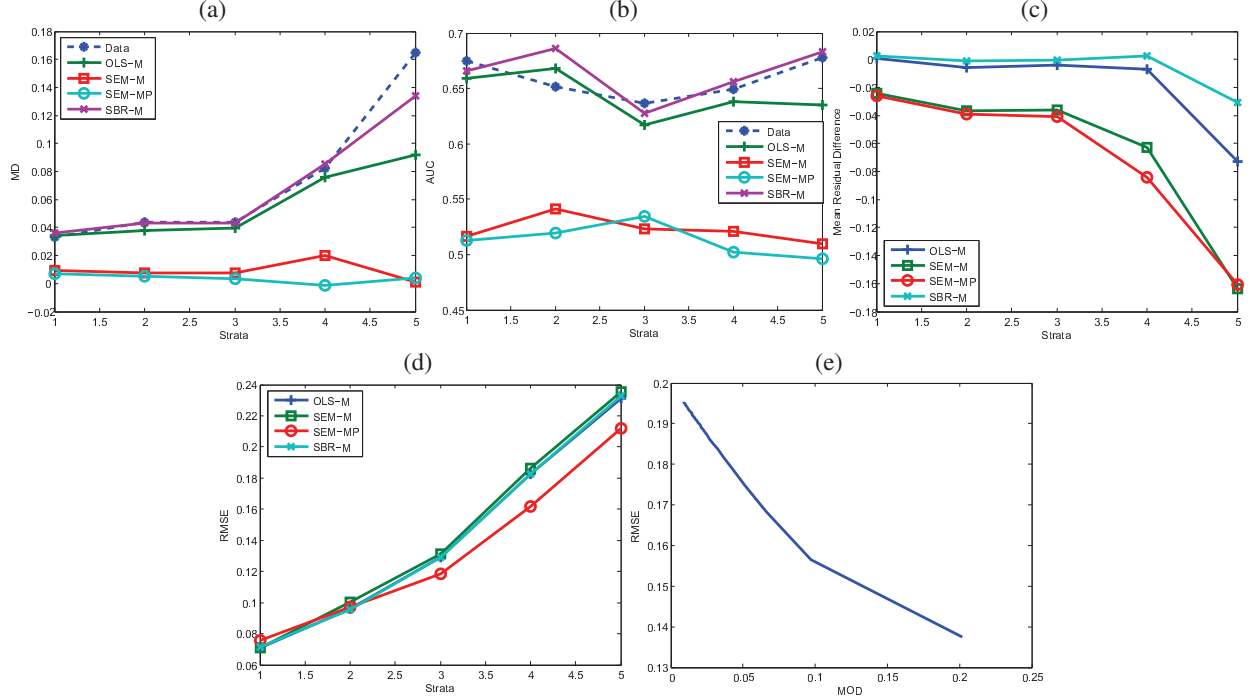 (a)
0.18
0.16
0.14
0.12
0.1
0.08
0.06
0.04
0.02
0
−0.02
MD
Data
OLS−M
SEM−M
SEM−MP
SBR−M
1 1.5 2 2.5 3 3.5 4 4.5 5
Strata
(b)
0.7
0.65
0.6
0.55
0.5
0.45
AUC
Data
OLS−M
SEM−M
SEM−MP
SBR−M
1 1.5 2 2.5 3 3.5 4 4.5 5
Strata
(c)
0
−0.02
−0.04
−0.06
−0.08
−0.1
−0.12
−0.14
−0.16
−0.18
Mean Residual Difference
OLS−M
SEM−M
SEM−MP
SBR−M
1 1.5 2 2.5 3 3.5 4 4.5 5
Strata
(d)
0.24
0.22
0.2
0.18
0.16
0.14
0.12
0.1
0.08
0.06
RMSE
OLS−M
SEM−M
SEM−MP
SBR−M
1 1.5 2 2.5 3 3.5 4 4.5 5
Strata
(e)
0.2
0.19
0.18
0.17
0.16
0.15
0.14
0.13
RMSE
0 0.05 0.1 0.15 0.2 0.25
MOD